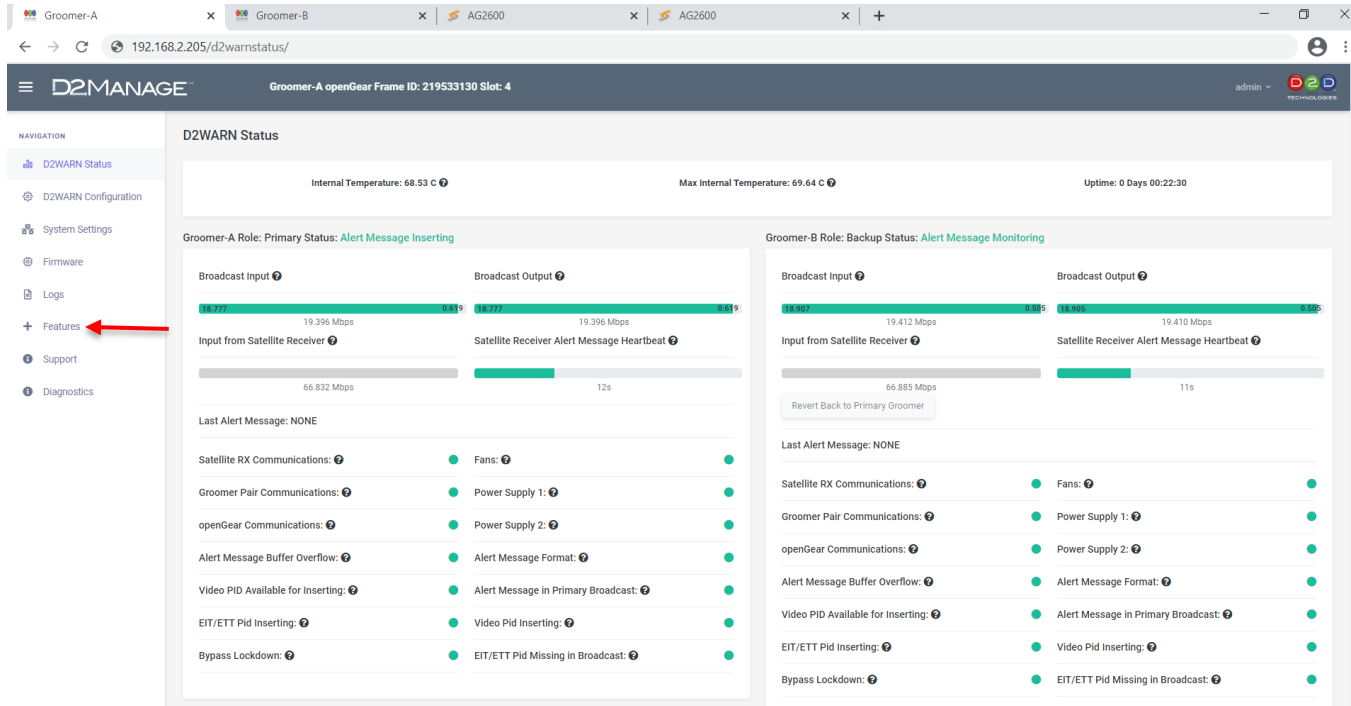 Groomer-A
Groomer-B
AG2600
AG2600
192.168.2.205/d2warnstatus/
D2MANAGE
Groomer-A openGear Frame ID: 219533130 Slot: 4
admin
D2D
TECHNOLOGIES
NAVIGATION
D2WARN Status
D2WARN Configuration
System Settings
Firmware
Logs
Features
Support
Diagnostics
D2WARN Status
Internal Temperature: 68.53 C
Max Internal Temperature: 69.64 C
Uptime: 0 Days 00:22:30
Groomer-A Role: Primary Status: Alert Message Inserting
Broadcast Input
Broadcast Output
18.777 0.619
18.777 0.619
19.396 Mbps
19.396 Mbps
Input from Satellite Receiver
Satellite Receiver Alert Message Heartbeat
66.832 Mbps
12s
Last Alert Message: NONE
Satellite RX Communications:
Fans:
Groomer Pair Communications:
Power Supply 1:
openGear Communications:
Power Supply 2:
Alert Message Buffer Overflow:
Alert Message Format:
Video PID Available for Inserting:
Alert Message in Primary Broadcast:
EIT/ETT Pid Inserting:
Video Pid Inserting:
Bypass Lockdown:
EIT/ETT Pid Missing in Broadcast:
Groomer-B Role: Backup Status: Alert Message Monitoring
Broadcast Input
Broadcast Output
18.907 0.505
18.905 0.505
19.412 Mbps
19.410 Mbps
Input from Satellite Receiver
Satellite Receiver Alert Message Heartbeat
66.885 Mbps
11s
Revert Back to Primary Groomer
Last Alert Message: NONE
Satellite RX Communications:
Fans:
Groomer Pair Communications:
Power Supply 1:
openGear Communications:
Power Supply 2:
Alert Message Buffer Overflow:
Alert Message Format:
Video PID Available for Inserting:
Alert Message in Primary Broadcast:
EIT/ETT Pid Inserting:
Video Pid Inserting:
Bypass Lockdown:
EIT/ETT Pid Missing in Broadcast: